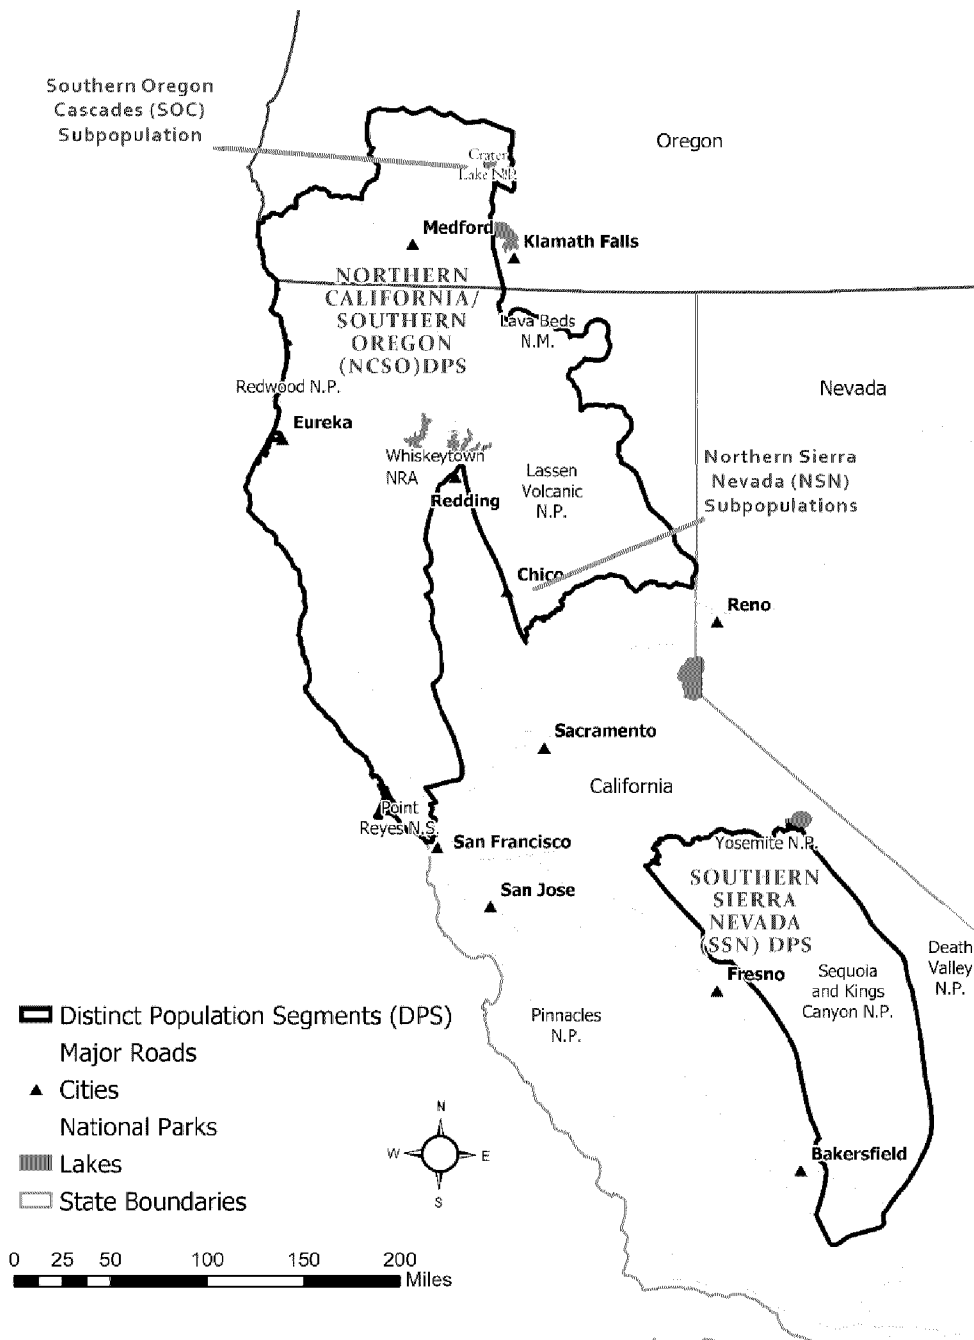 Southern Oregon
Cascades (SOC)
Subpopulation
Oregon
Crater
Lake N.P.
Medford
Klamath Falls
NORTHERN
CALIFORNIA/
SOUTHERN
OREGON
(NCSO)DPS
Lava Beds
N.M.
Redwood N.P.
Nevada
Eureka
Whiskeytown
NRA
Redding
Lassen
Volcanic
N.P.
Northern Sierra
Nevada (NSN)
Subpopulations
Chico
Reno
Sacramento
California
Point
Reyes N.S.
San Francisco
Yosemite N.P.
San Jose
SOUTHERN
SIERRA
NEVADA
(SSN) DPS
Fresno
Sequoia
and Kings
Canyon N.P.
Death
Valley
N.P.
Pinnacles
N.P.
Bakersfield
Distinct Population Segments (DPS)
Major Roads
Cities
National Parks
Lakes
State Boundaries
N
W E
S
0 25 50 100 150 200
Miles